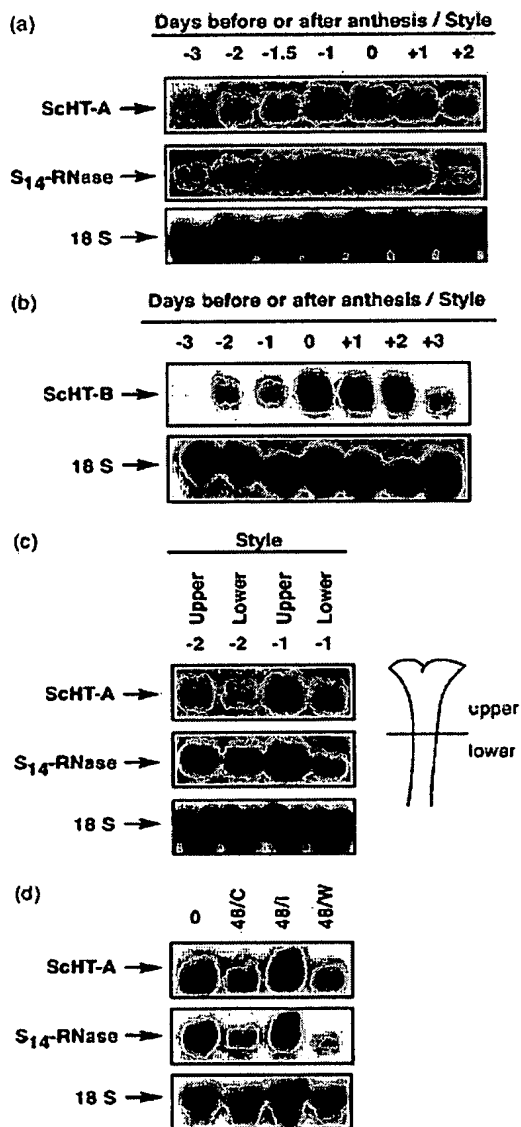 (a)
Days before or after anthesis / Style
-3 -2 -1.5 -1 0 +1 +2
ScHT-A
S14-RNase
18 S
(b)
Days before or after anthesis / Style
-3 -2 -1 0 +1 +2 +3
ScHT-B
18 S
(c)
Style
Upper Lower Upper Lower
-2 -2 -1 -1
ScHT-A
S14-RNase
18 S
upper
lower
(d)
0 48/C 48/I 48/W
ScHT-A
S14-RNase
18 S